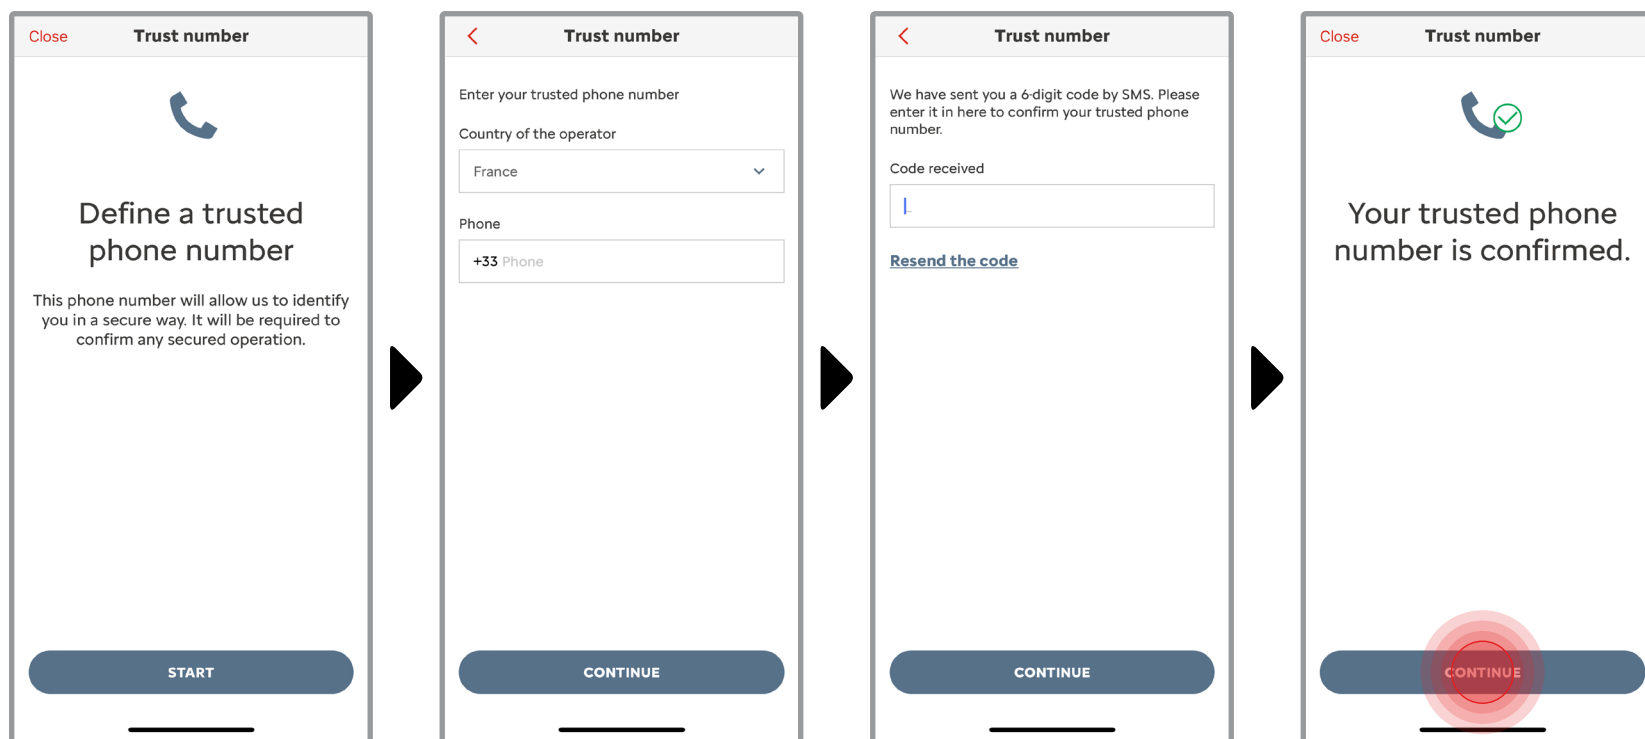 Close
Trust number
Define a trusted
phone number
This phone number will allow us to identify
you in a secure way. It will be required to
confirm any secured operation.
START
Trust number
Enter your trusted phone number
Country of the operator
France
Phone
+33 Phone
CONTINUE
Trust number
We have sent you a 6-digit code by SMS. Please
enter it in here to confirm your trusted phone
number.
Code received
Resend the code
CONTINUE
Close
Trust number
Your trusted phone
number is confirmed.
CONTINUE